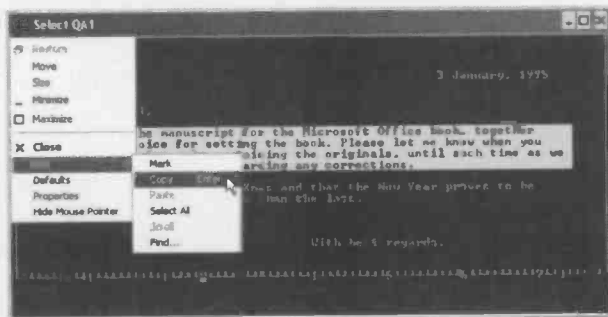 Select QA1
Restore
Move
Size
Minimize
Maximize
Close
Defaults
Properties
Hide Mouse Pointer
Mark
Copy Enter
Paste
Select All
Scroll
Find...
3 January, 1995
he manuscript for the Microsoft Office book, together
oice for setting the book. Please let me know when you
ising the originals, until such time as we
arding any corrections.
Xmas and that the New Year proves to be
han the last.
With best regards.